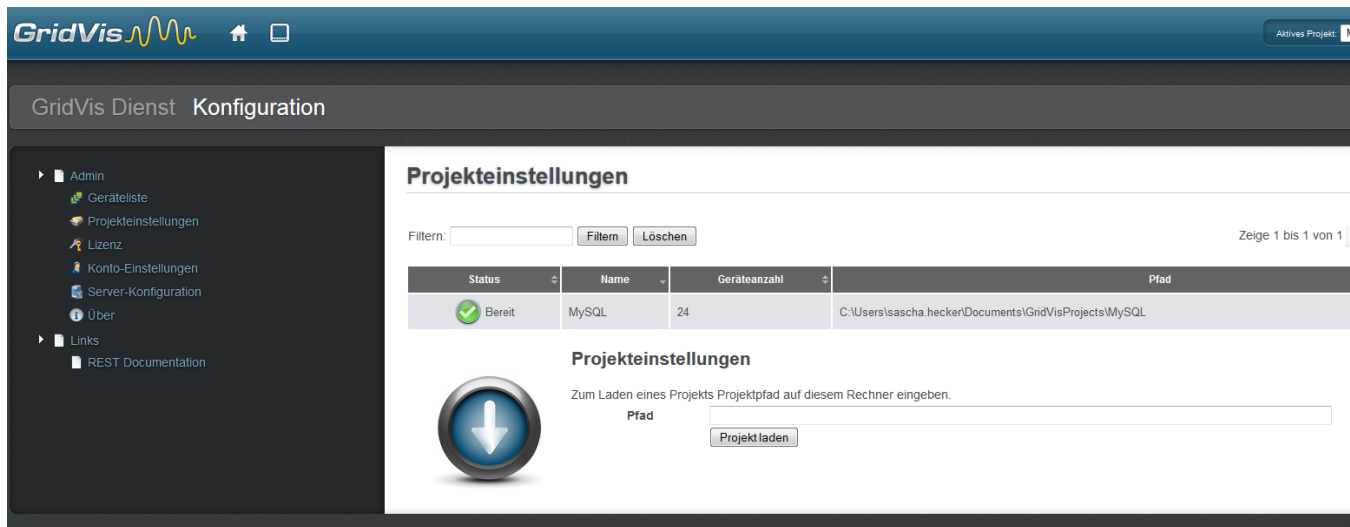 GridVis
Aktives Projekt:
GridVis Dienst Konfiguration
Admin
Geräteliste
Projekteinstellungen
Lizenz
Konto-Einstellungen
Server-Konfiguration
Über
Links
REST Documentation
Projekteinstellungen
Filtern: Filtern Löschen Zeige 1 bis 1 von 1
Status Name Geräteanzahl Pfad
Bereit MySQL 24 C:\Users\sascha.hecker\Documents\GridVisProjects\MySQL
Projekteinstellungen
Zum Laden eines Projekts Projektpfad auf diesem Rechner eingeben.
Pfad
Projekt laden